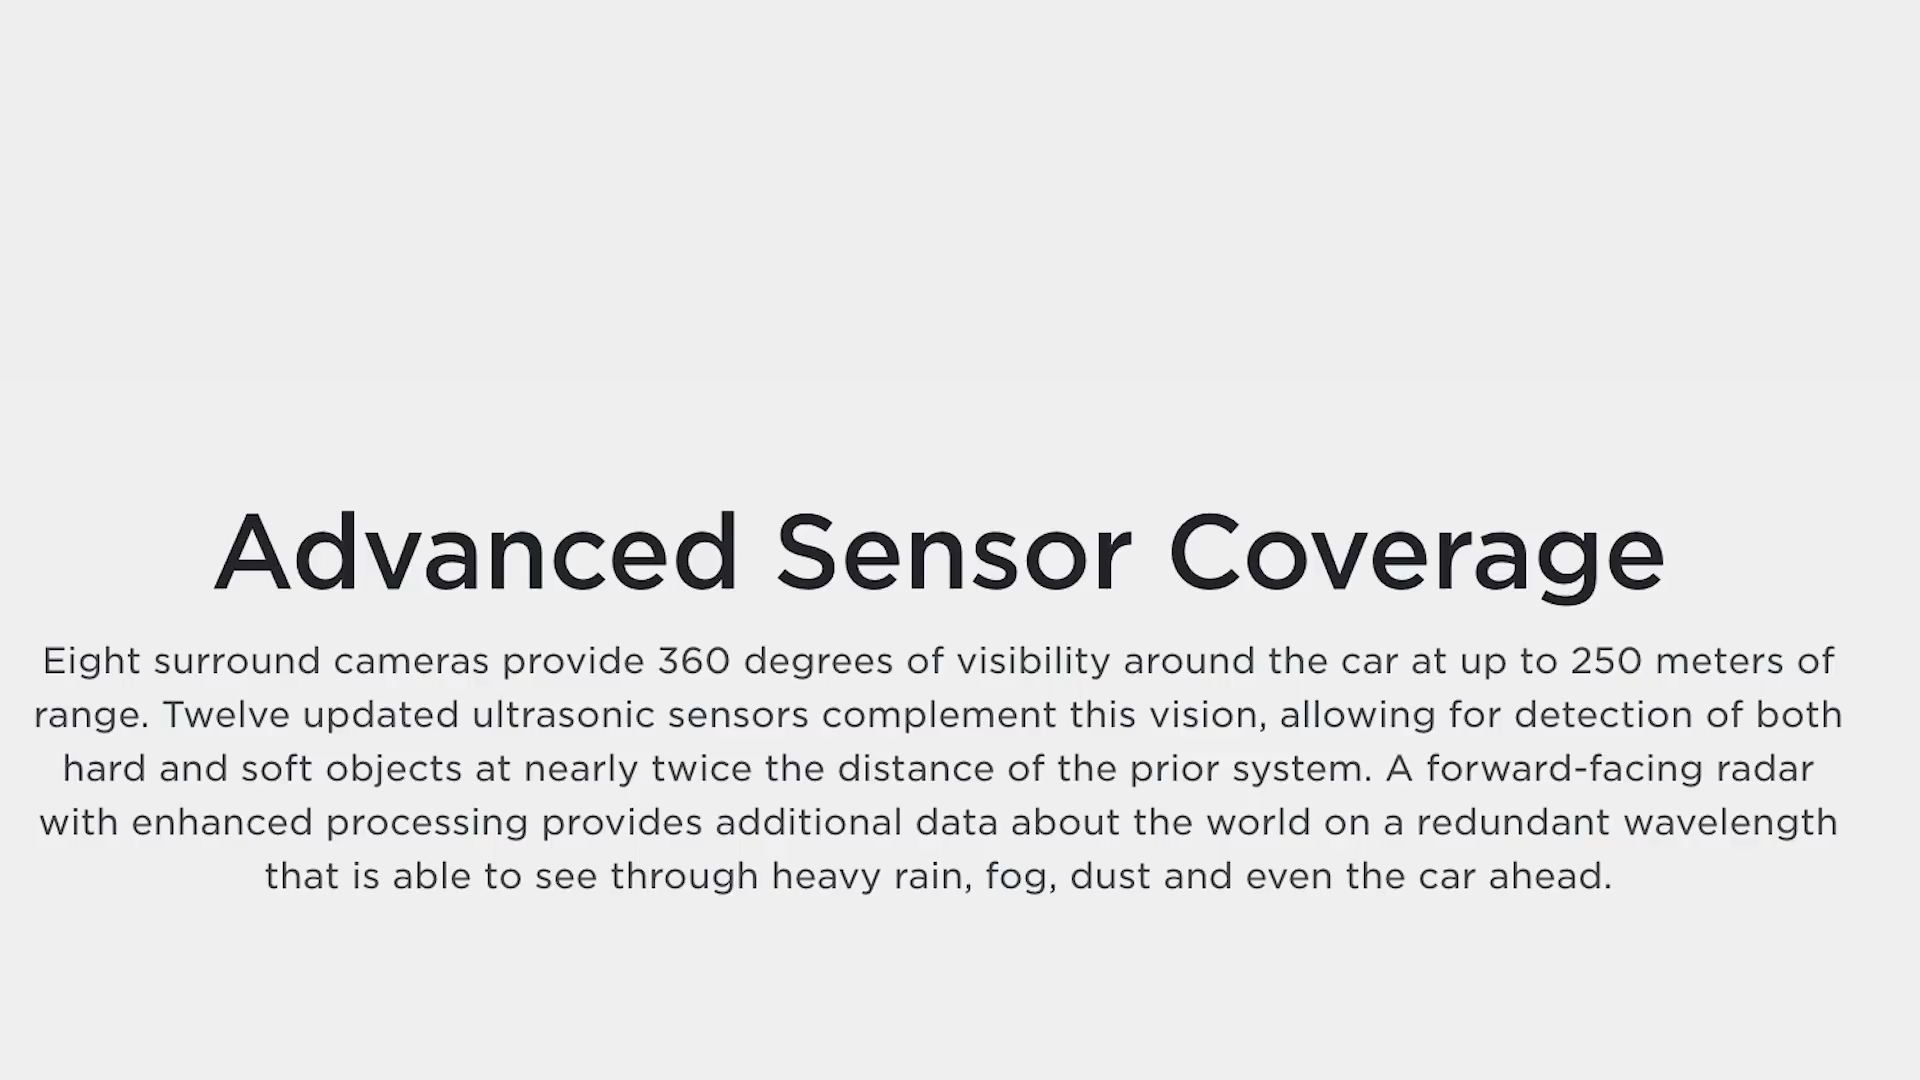 Advanced Sensor Coverage
Eight surround cameras provide 360 degrees of visibility around the car at up to 250 meters of
range. Twelve updated ultrasonic sensors complement this vision, allowing for detection of both
hard and soft objects at nearly twice the distance of the prior system. A forward-facing radar
with enhanced processing provides additional data about the world on a redundant wavelength
that is able to see through heavy rain, fog, dust and even the car ahead.